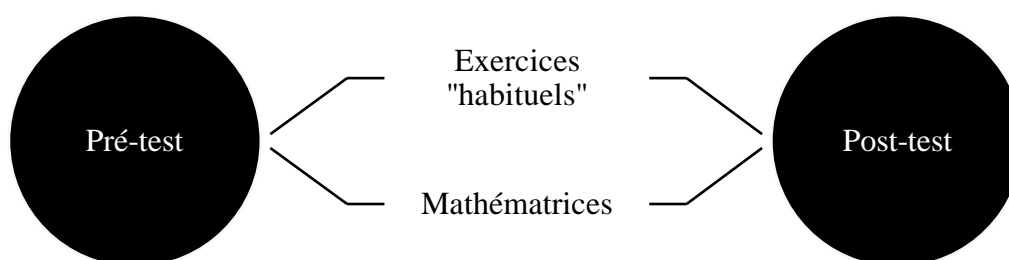 Pré-test
Exercices
"habituels"
Mathématrices
Post-test